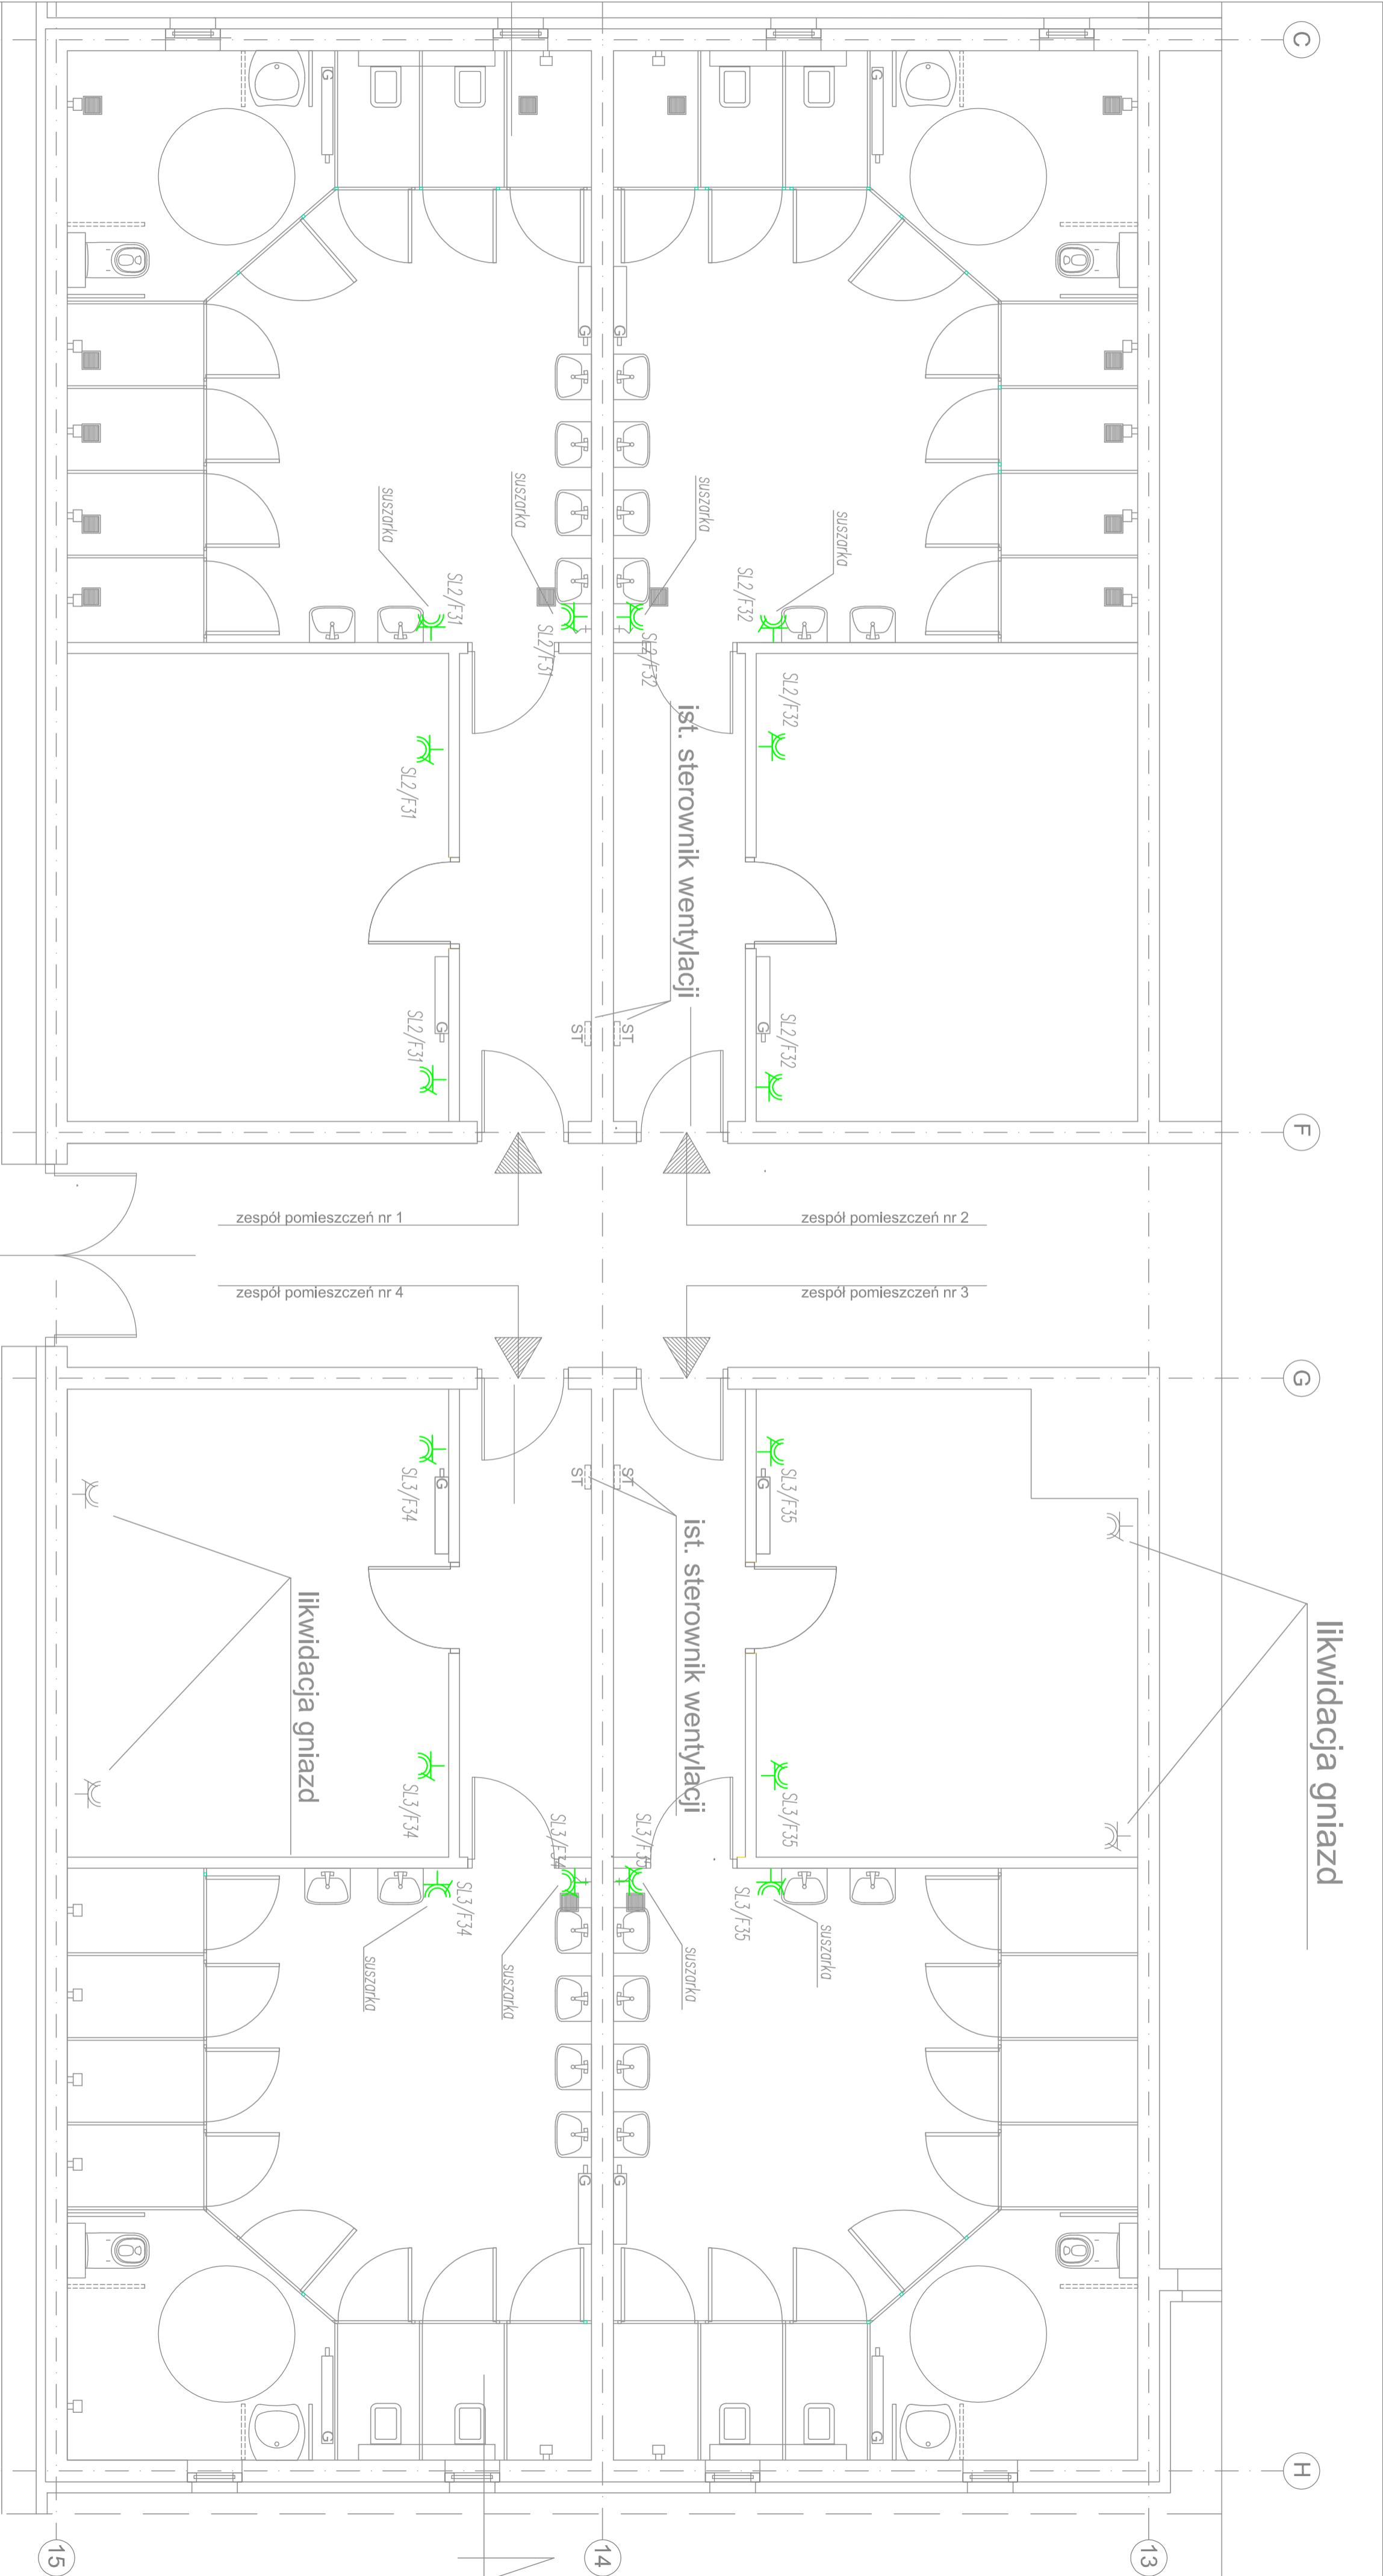 C
G
G
G
G
suszarka
suszarka
suszarka
suszarka
SL2/F31
SL2/F31
SL2/F32
SL2/F32
SL2/F31
SL2/F32
ist. sterownik wentylacji
SL2/F31
G
ST
ST
G
SL2/F32
F
zespół pomieszczeń nr 1
zespół pomieszczeń nr 2
zespół pomieszczeń nr 4
zespół pomieszczeń nr 3
G
SL3/F34
G
ST
ST
G
SL3/F35
ist. sterownik wentylacji
likwidacja gniazd
likwidacja gniazd
SL3/F34
SL3/F35
SL3/F34
SL3/F35
SL3/F34
SL3/F35
suszarka
suszarka
suszarka
suszarka
G
G
G
G
H
15
14
13